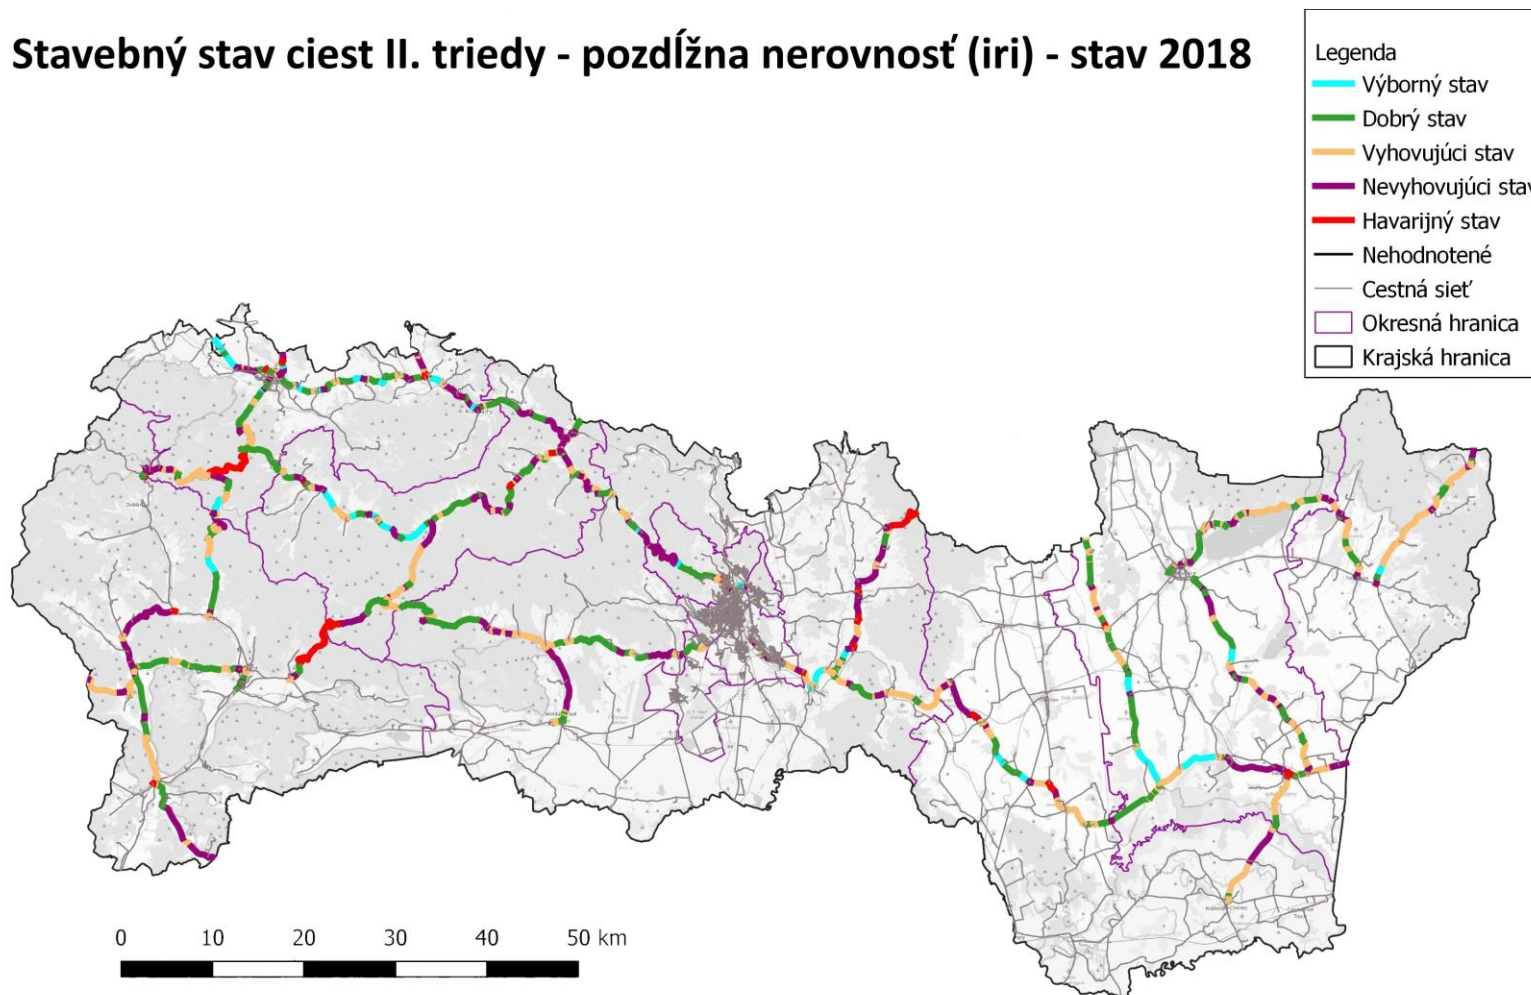 Stavebný stav ciest II. triedy - pozdĺžna nerovnosť (iri) - stav 2018
Legenda
Výborný stav
Dobrý stav
Vyhovujúci stav
Nevyhovujúci stav
Havarijný stav
Nehodnotené
Cestná sieť
Okresná hranica
Krajská hranica
0 10 20 30 40 50 km